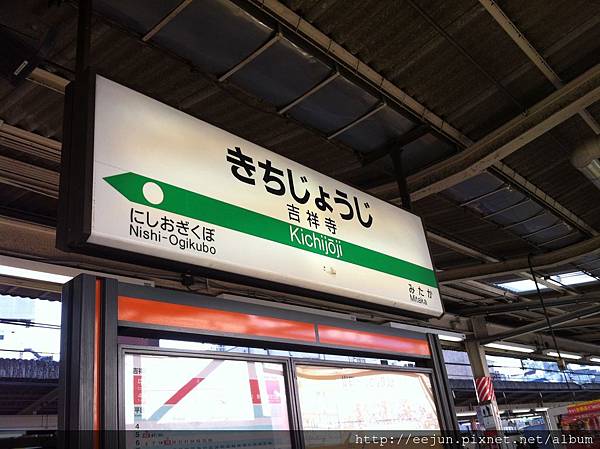 きちじょうじ
吉祥寺
Kichijōji
にしおぎくぼ
Nishi-Ogikubo
みたか
Mitaka
http://eejun.pixnet.net/album